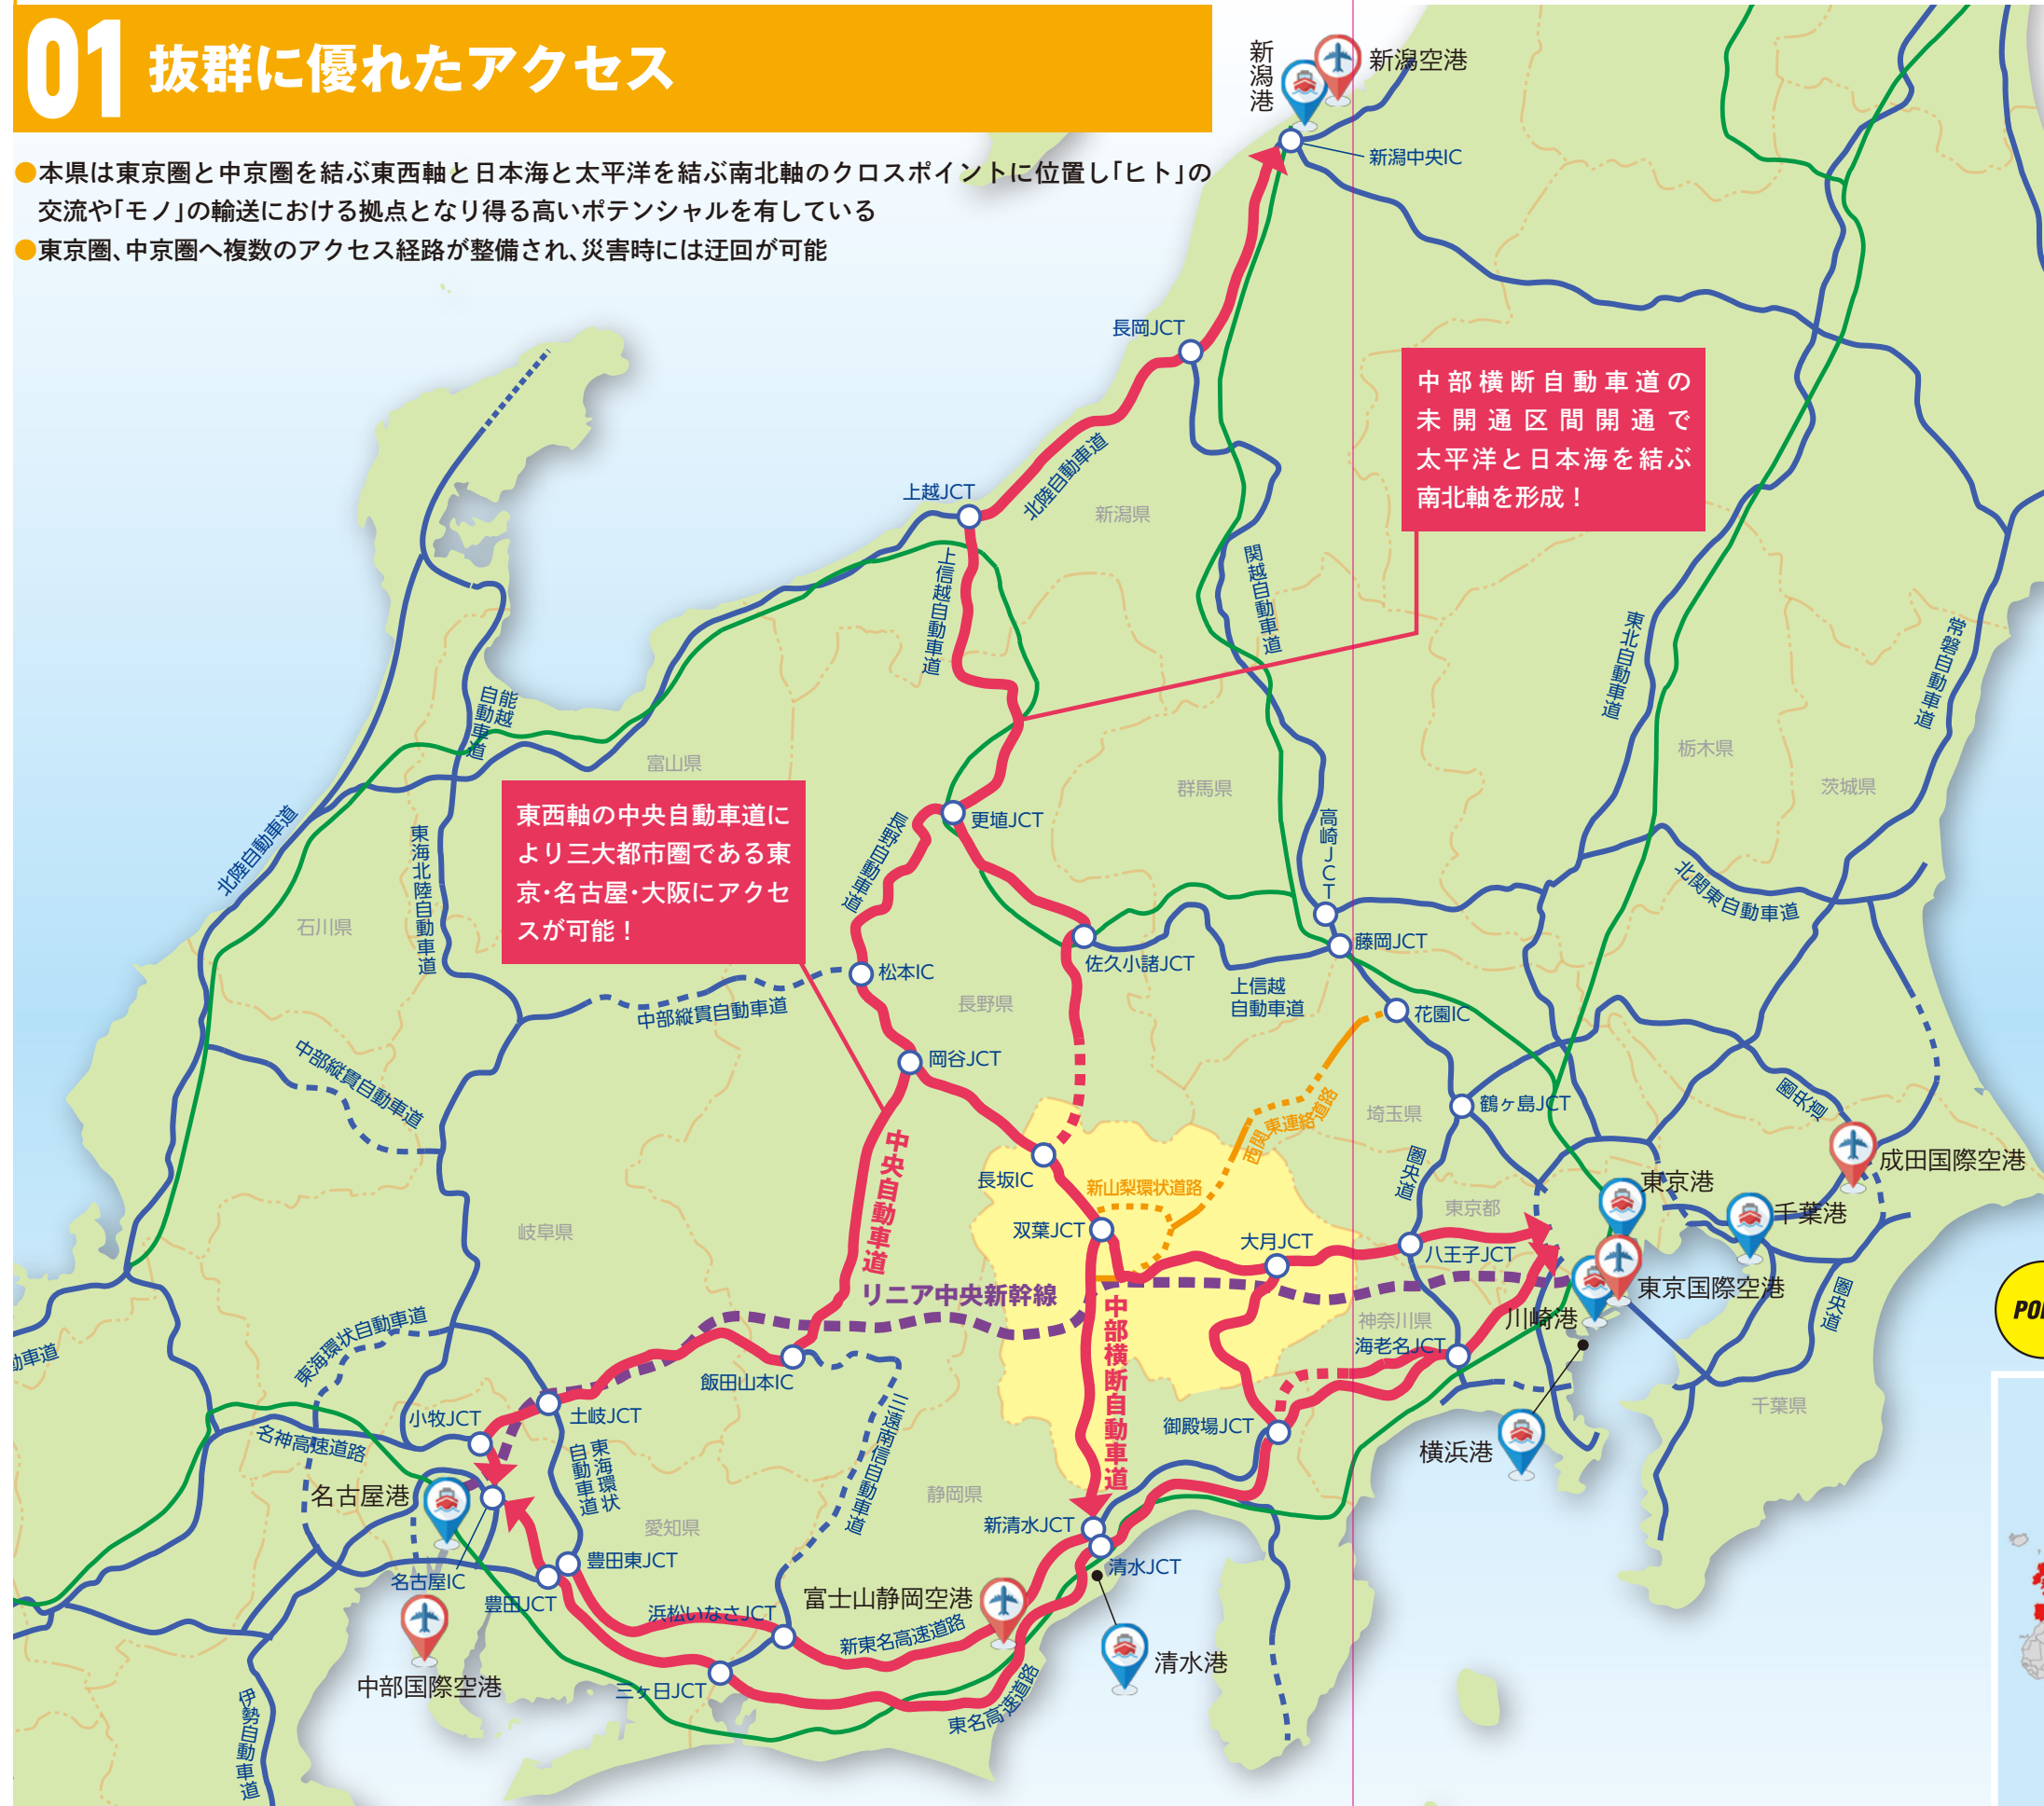 01 抜群に優れたアクセス
●本県は東京圏と中京圏を結ぶ東西軸と日本海と太平洋を結ぶ南北軸のクロスポイントに位置し「ヒト」の
交流や「モノ」の輸送における拠点となり得る高いポテンシャルを有している
●東京圏、中京圏へ複数のアクセス経路が整備され、災害時には迂回が可能
新潟港
新潟空港
新潟中央IC
長岡JCT
中部横断自動車道の
未開通区間開通で
太平洋と日本海を結ぶ
南北軸を形成！
上越JCT
北陸自動車道
新潟県
上信越自動車道
関越自動車道
東北自動車道
常磐自動車道
能越
自動車道
富山県
栃木県
茨城県
群馬県
東西軸の中央自動車道に
より三大都市圏である東
京・名古屋・大阪にアクセ
スが可能！
更埴JCT
長野自動車道
高崎JCT
北陸自動車道
東海北陸自動車道
北関東自動車道
石川県
藤岡JCT
佐久小諸JCT
松本IC
上信越
自動車道
長野県
中部縦貫自動車道
花園IC
中部縦貫自動車道
岡谷JCT
鶴ヶ島JCT
埼玉県
圏央道
西関東連絡道路
中央自動車道
成田国際空港
長坂IC
新山梨環状道路
圏央道
東京港
東京都
千葉港
双葉JCT
岐阜県
大月JCT
八王子JCT
リニア中央新幹線
東京国際空港
圏央道
中部横断自動車道
神奈川県
川崎港
POI
東海環状自動車道
動車道
海老名JCT
飯田山本IC
三遠南信自動車道
千葉県
小牧JCT
土岐JCT
御殿場JCT
名神高速道路
東海環状
自動車道
横浜港
名古屋港
静岡県
愛知県
新清水JCT
豊田東JCT
清水JCT
名古屋IC
豊田JCT
富士山静岡空港
浜松いなさJCT
新東名高速道路
清水港
中部国際空港
三ヶ日JCT
東名高速道路
伊勢自動車道